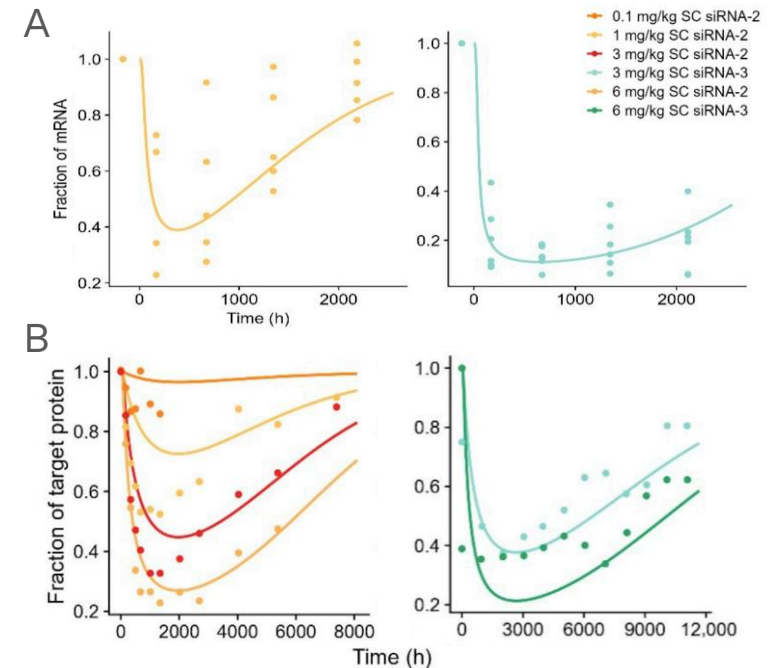 A
0.1 mg/kg SC siRNA-2
1 mg/kg SC siRNA-2
3 mg/kg SC siRNA-2
3 mg/kg SC siRNA-3
6 mg/kg SC siRNA-2
6 mg/kg SC siRNA-3
Fraction of mRNA
1.0
0.8
0.6
0.4
0.2
0 1000 2000
Time (h)
1.0
0.8
0.6
0.4
0.2
0 1000 2000
B
Fraction of target protein
1.0
0.8
0.6
0.4
0.2
0 2000 4000 6000 8000
1.0
0.8
0.6
0.4
0.2
0 3000 6000 9000 12,000
Time (h)